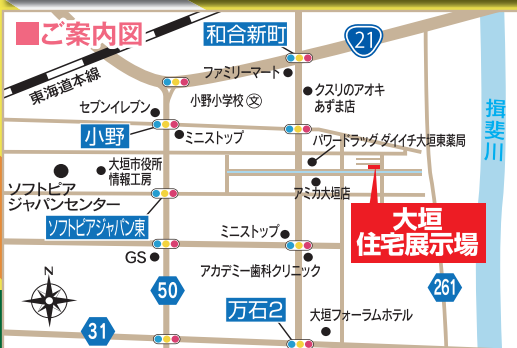 ■ご案内図
和合新町
21
東海道本線
ファミリーマート
クスリのアオキ
あずま店
セブンイレブン
小野小学校 文
揖斐川
小野
ミニストップ
パワードラッグ ダイイチ大垣東薬局
大垣市役所
情報工房
ソフトピア
ジャパンセンター
アミカ大垣店
大垣
住宅展示場
ソフトピアジャパン東
ミニストップ
GS
アカデミー歯科クリニック
N
50
261
万石2
大垣フォーラムホテル
31